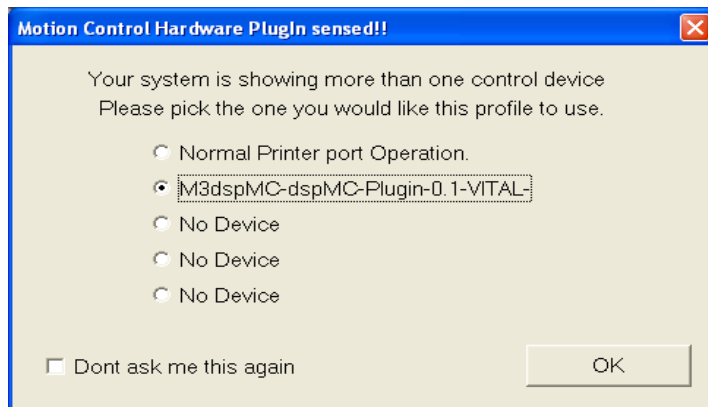 Motion Control Hardware PlugIn sensed!!
Your system is showing more than one control device
Please pick the one you would like this profile to use.
Normal Printer port Operation.
M3dspMC-dspMC-Plugin-0.1-VITAL-
No Device
No Device
No Device
Dont ask me this again
OK